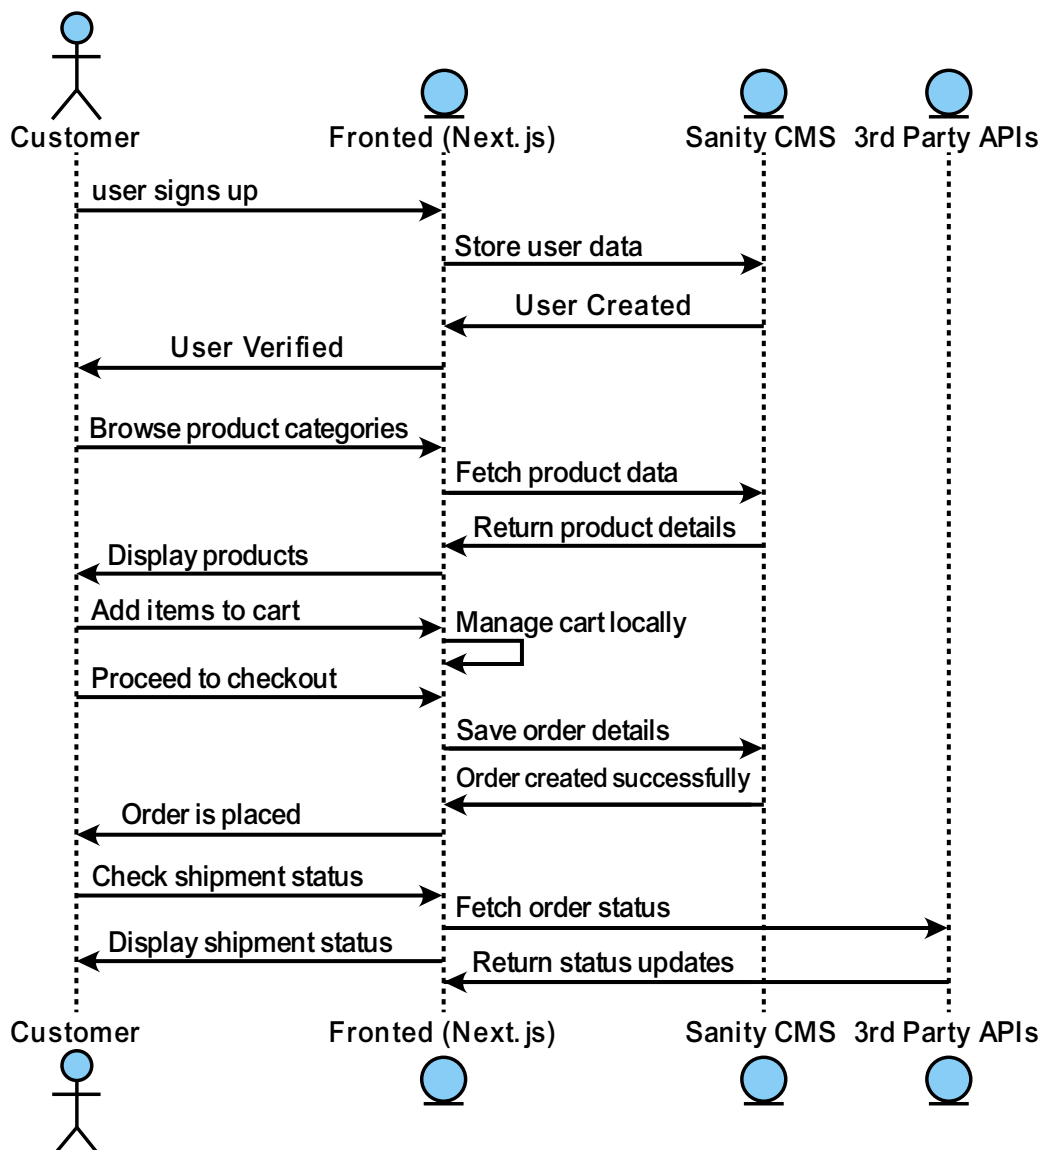 Customer
Fronted (Next.js)
Sanity CMS
3rd Party APIs
user signs up
Store user data
User Created
User Verified
Browse product categories
Fetch product data
Return product details
Display products
Add items to cart
Manage cart locally
Proceed to checkout
Save order details
Order created successfully
Order is placed
Check shipment status
Fetch order status
Display shipment status
Return status updates
Customer
Fronted (Next.js)
Sanity CMS
3rd Party APIs